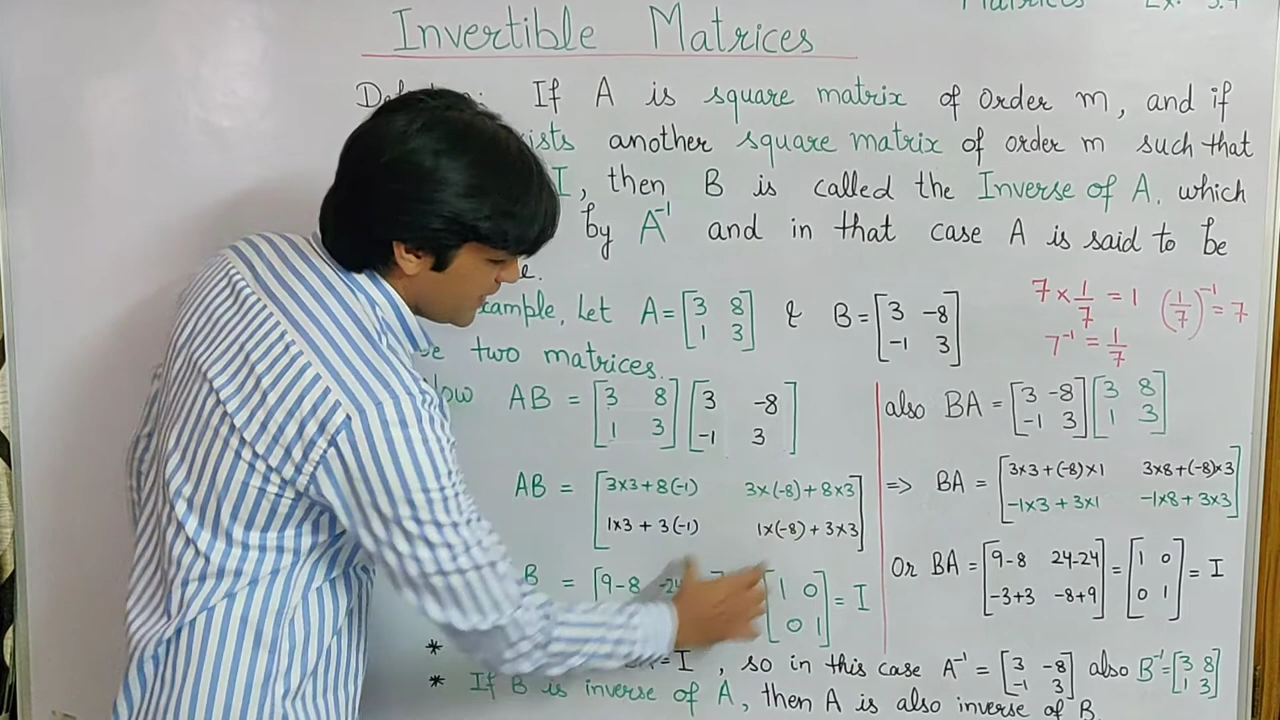 Matrices Ex. 3.4
Invertible Matrices
If A is square matrix of order m, and if
another square matrix of order m such that
I, then B is called the Inverse of A. which
by A⁻¹ and in that case A is said to be
Let A = [3 8; 1 3] & B = [3 -8; -1 3]
7 × 1/7 = 1 (1/7)⁻¹ = 7
7⁻¹ = 1/7
two matrices.
AB = [3 8; 1 3] [3 -8; -1 3]
AB = [3×3+8(-1) 3×(-8)+8×3; 1×3+3(-1) 1×(-8)+3×3]
B = [9-8 -24 ] [1 0; 0 1] = I
also BA = [3 -8; -1 3] [3 8; 1 3]
=> BA = [3×3+(-8)×1 3×8+(-8)×3; -1×3+3×1 -1×8+3×3]
Or BA = [9-8 24-24; -3+3 -8+9] = [1 0; 0 1] = I
* =I, so in this case A⁻¹ = [3 -8; -1 3] also B⁻¹ = [3 8; 1 3]
* If B is inverse of A, then A is also inverse of B